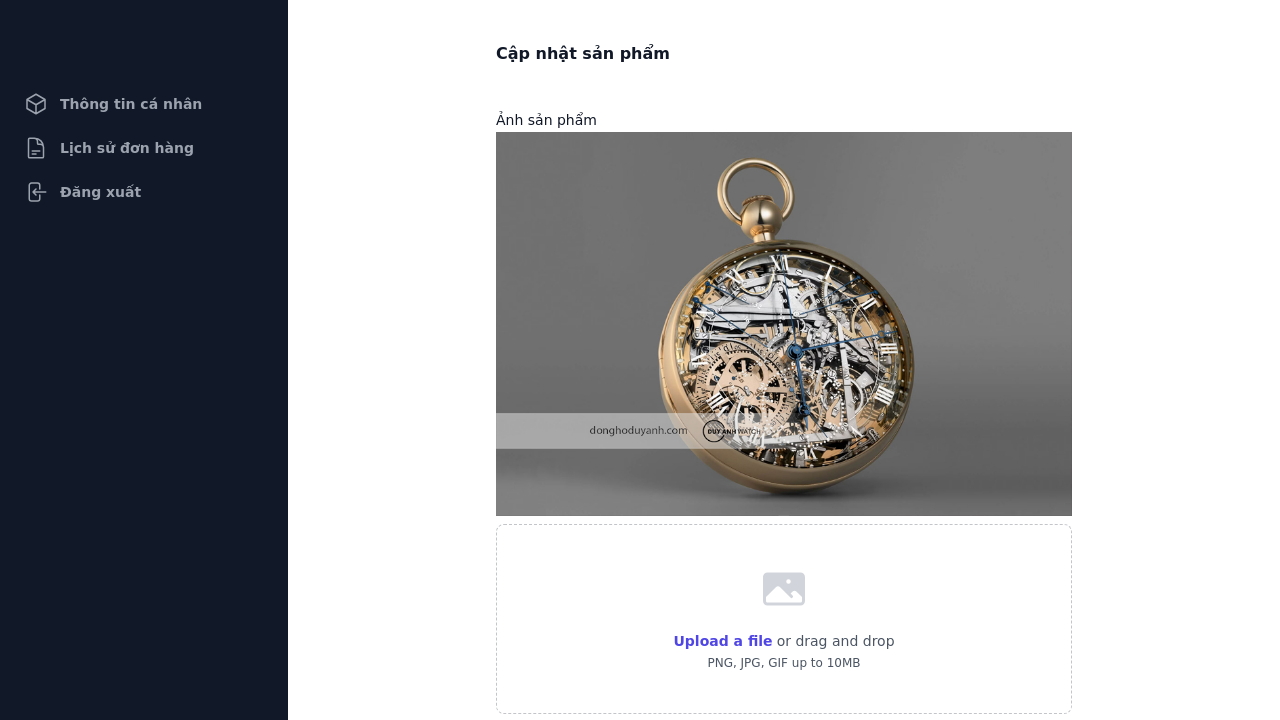 Thông tin cá nhân
Lịch sử đơn hàng
Đăng xuất
Cập nhật sản phẩm
Ảnh sản phẩm
donghoduyanh.com
DUY ANH WATCH
Upload a file or drag and drop
PNG, JPG, GIF up to 10MB